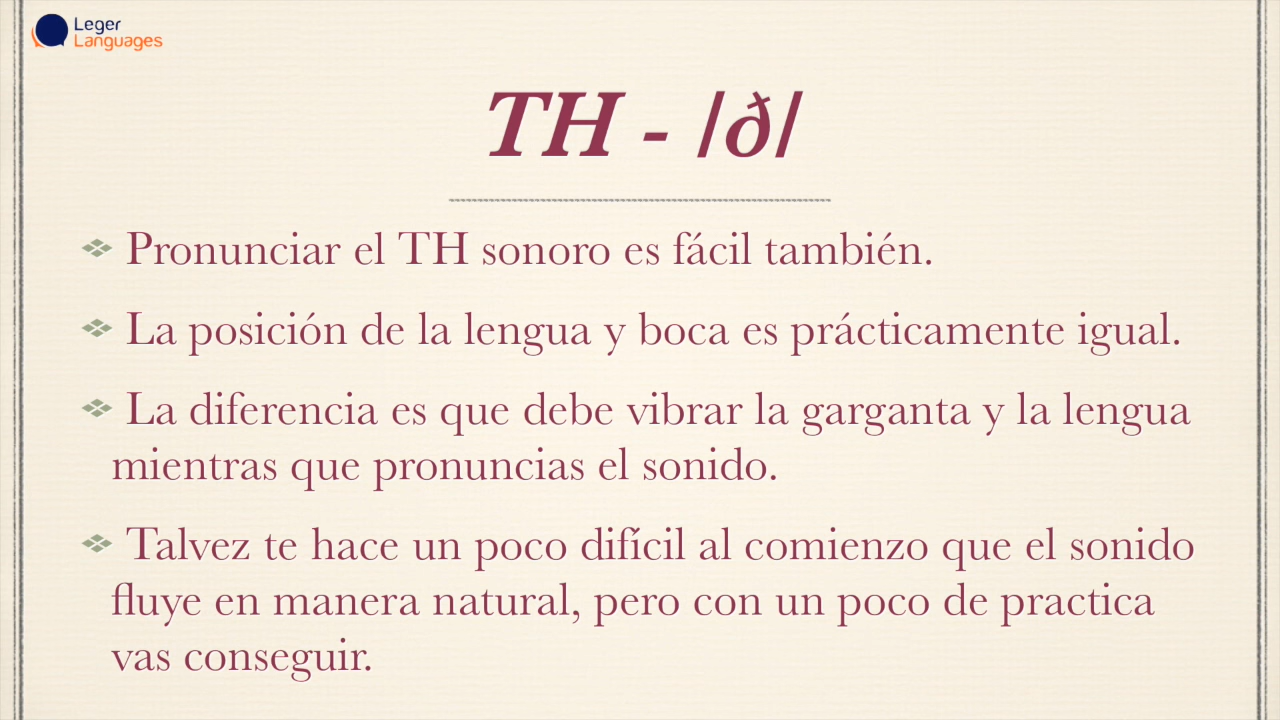 Leger
Languages
TH - /ð/
Pronunciar el TH sonoro es fácil también.
La posición de la lengua y boca es prácticamente igual.
La diferencia es que debe vibrar la garganta y la lengua
mientras que pronuncias el sonido.
Talvez te hace un poco difícil al comienzo que el sonido
fluye en manera natural, pero con un poco de practica
vas conseguir.